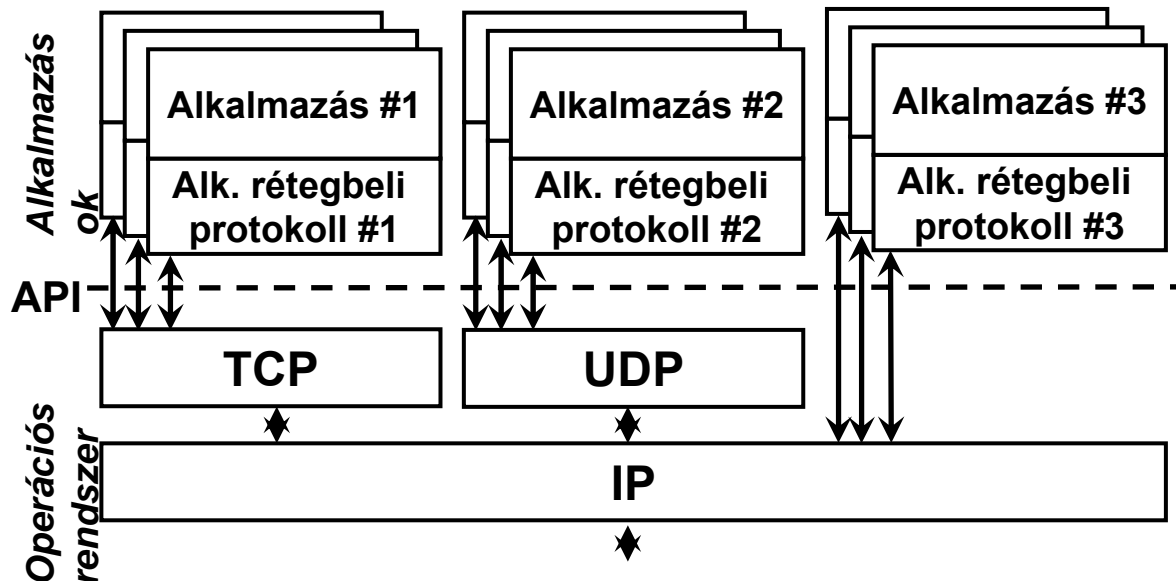 Alkalmazás
ok
Alkalmazás #1
Alk. rétegbeli
protokoll #1
Alkalmazás #2
Alk. rétegbeli
protokoll #2
Alkalmazás #3
Alk. rétegbeli
protokoll #3
API
TCP
UDP
Operációs
rendszer
IP